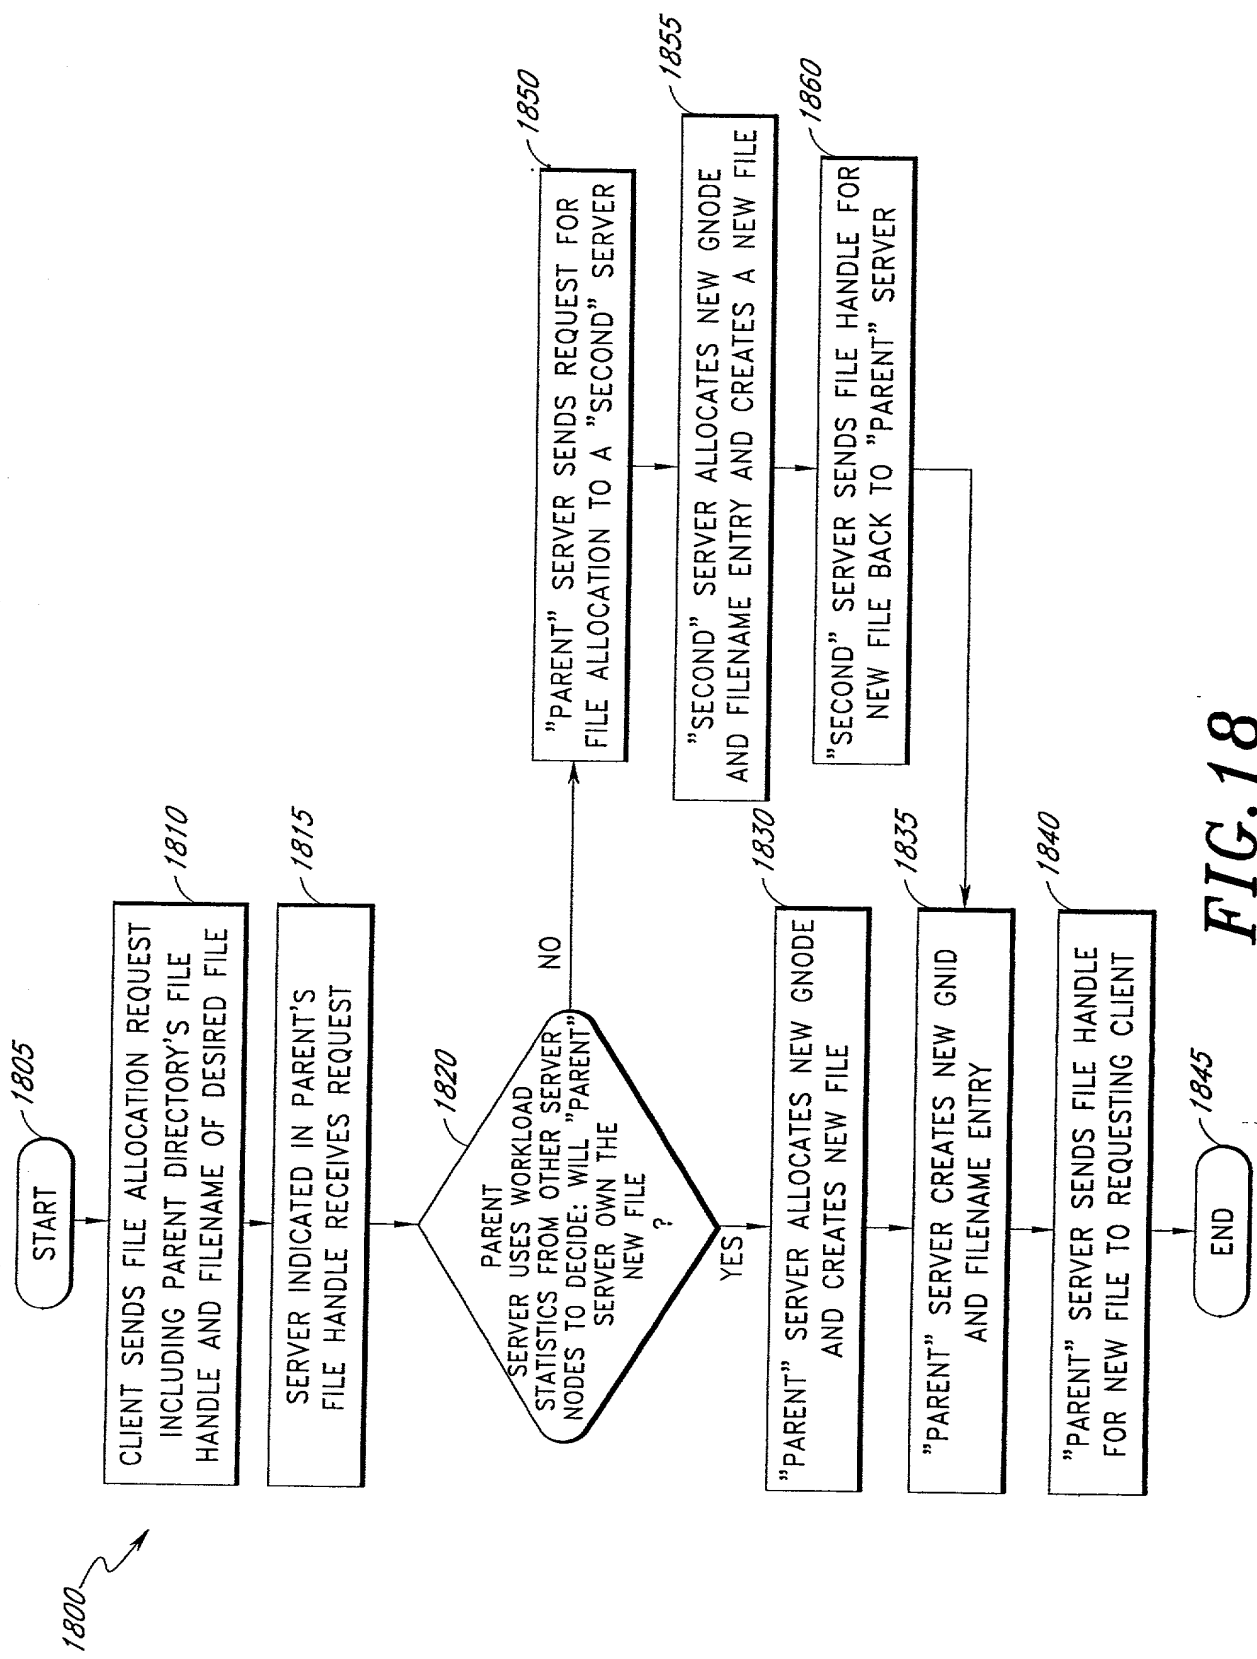 1800
START
1805
CLIENT SENDS FILE ALLOCATION REQUEST
INCLUDING PARENT DIRECTORY'S FILE
HANDLE AND FILENAME OF DESIRED FILE
1810
SERVER INDICATED IN PARENT'S
FILE HANDLE RECEIVES REQUEST
1815
PARENT
SERVER USES WORKLOAD
STATISTICS FROM OTHER SERVER
NODES TO DECIDE: WILL "PARENT"
SERVER OWN THE
NEW FILE
?
1820
NO
YES
"PARENT" SERVER SENDS REQUEST FOR
FILE ALLOCATION TO A "SECOND" SERVER
1850
"SECOND" SERVER ALLOCATES NEW GNODE
AND FILENAME ENTRY AND CREATES A NEW FILE
1855
"SECOND" SERVER SENDS FILE HANDLE FOR
NEW FILE BACK TO "PARENT" SERVER
1860
"PARENT" SERVER ALLOCATES NEW GNODE
AND CREATES NEW FILE
1830
"PARENT" SERVER CREATES NEW GNID
AND FILENAME ENTRY
1835
"PARENT" SERVER SENDS FILE HANDLE
FOR NEW FILE TO REQUESTING CLIENT
1840
END
1845
FIG.18